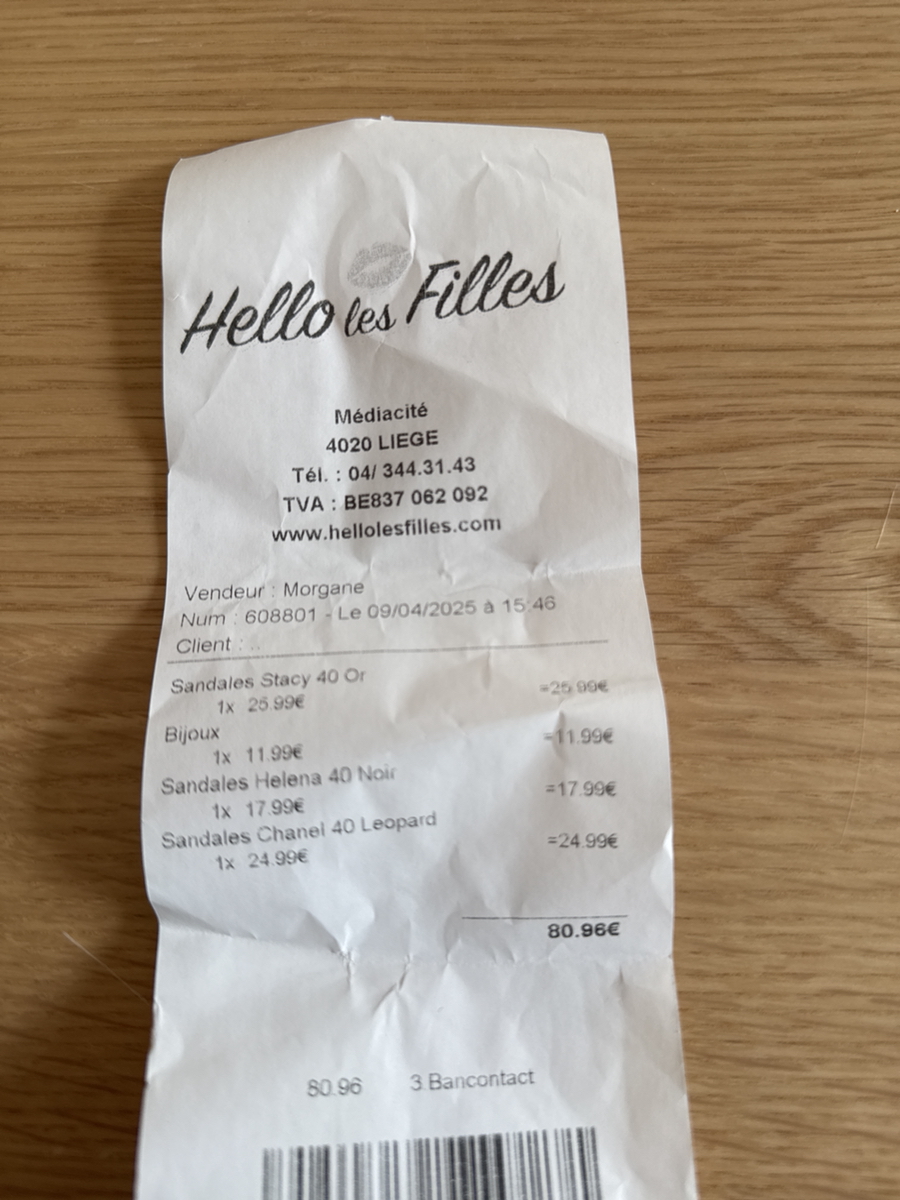 Hello les Filles
Médiacité
4020 LIEGE
Tél. : 04/ 344.31.43
TVA : BE837 062 092
www.hellolesfilles.com
Vendeur : Morgane
Num : 608801 - Le 09/04/2025 à 15:46
Client : ..
Sandales Stacy 40 Or
1x 25.99€ =25.99€
Bijoux
1x 11.99€ =11.99€
Sandales Helena 40 Noir
1x 17.99€ =17.99€
Sandales Chanel 40 Leopard
1x 24.99€ =24.99€
80.96€
80.96 3 Bancontact